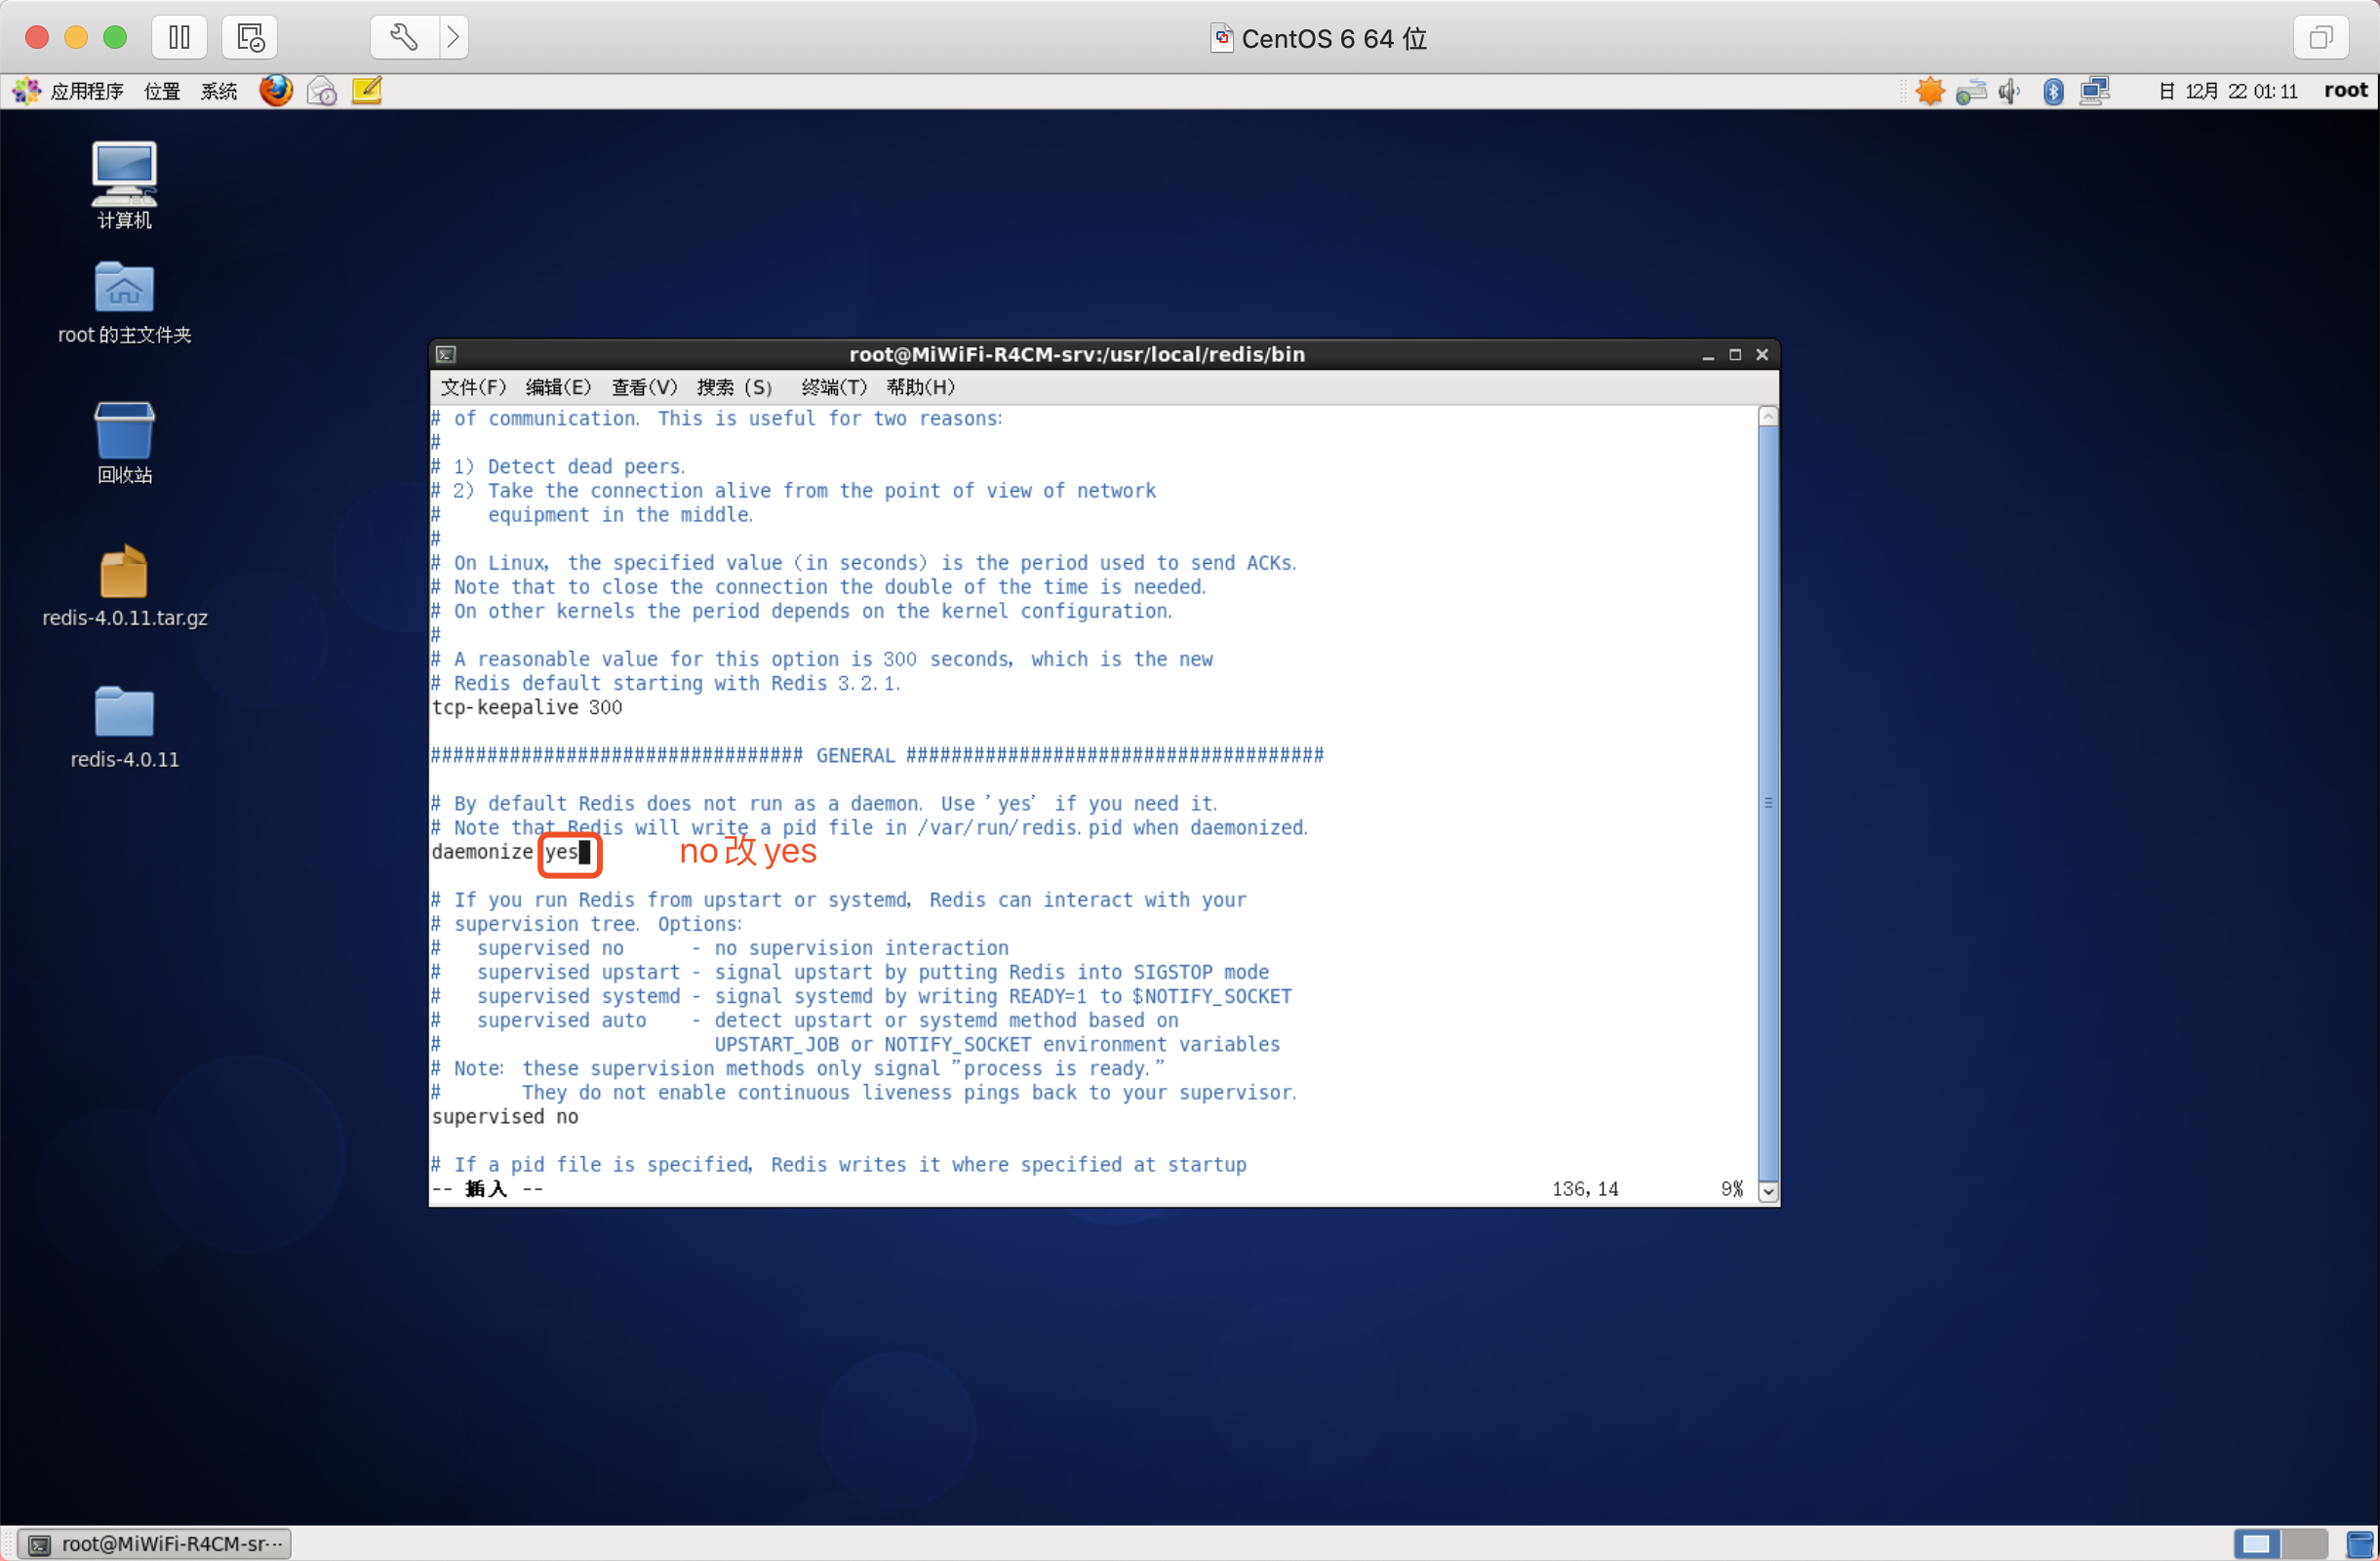 CentOS 6 64 位
应用程序 位置 系统
日 12月 22 01:11 root
计算机
root 的主文件夹
回收站
redis-4.0.11.tar.gz
redis-4.0.11
root@MiWiFi-R4CM-srv:/usr/local/redis/bin
文件(F) 编辑(E) 查看(V) 搜索 (S) 终端(T) 帮助(H)
# of communication. This is useful for two reasons:
#
# 1) Detect dead peers.
# 2) Take the connection alive from the point of view of network
#    equipment in the middle.
#
# On Linux, the specified value (in seconds) is the period used to send ACKs.
# Note that to close the connection the double of the time is needed.
# On other kernels the period depends on the kernel configuration.
#
# A reasonable value for this option is 300 seconds, which is the new
# Redis default starting with Redis 3.2.1.
tcp-keepalive 300
################################# GENERAL #####################################
# By default Redis does not run as a daemon. Use 'yes' if you need it.
# Note that Redis will write a pid file in /var/run/redis.pid when daemonized.
daemonize yes no改yes
# If you run Redis from upstart or systemd, Redis can interact with your
# supervision tree. Options:
#   supervised no      - no supervision interaction
#   supervised upstart - signal upstart by putting Redis into SIGSTOP mode
#   supervised systemd - signal systemd by writing READY=1 to $NOTIFY_SOCKET
#   supervised auto    - detect upstart or systemd method based on
#                        UPSTART_JOB or NOTIFY_SOCKET environment variables
# Note: these supervision methods only signal "process is ready."
#       They do not enable continuous liveness pings back to your supervisor.
supervised no
# If a pid file is specified, Redis writes it where specified at startup
-- 插入 -- 136,14 9%
root@MiWiFi-R4CM-sr···